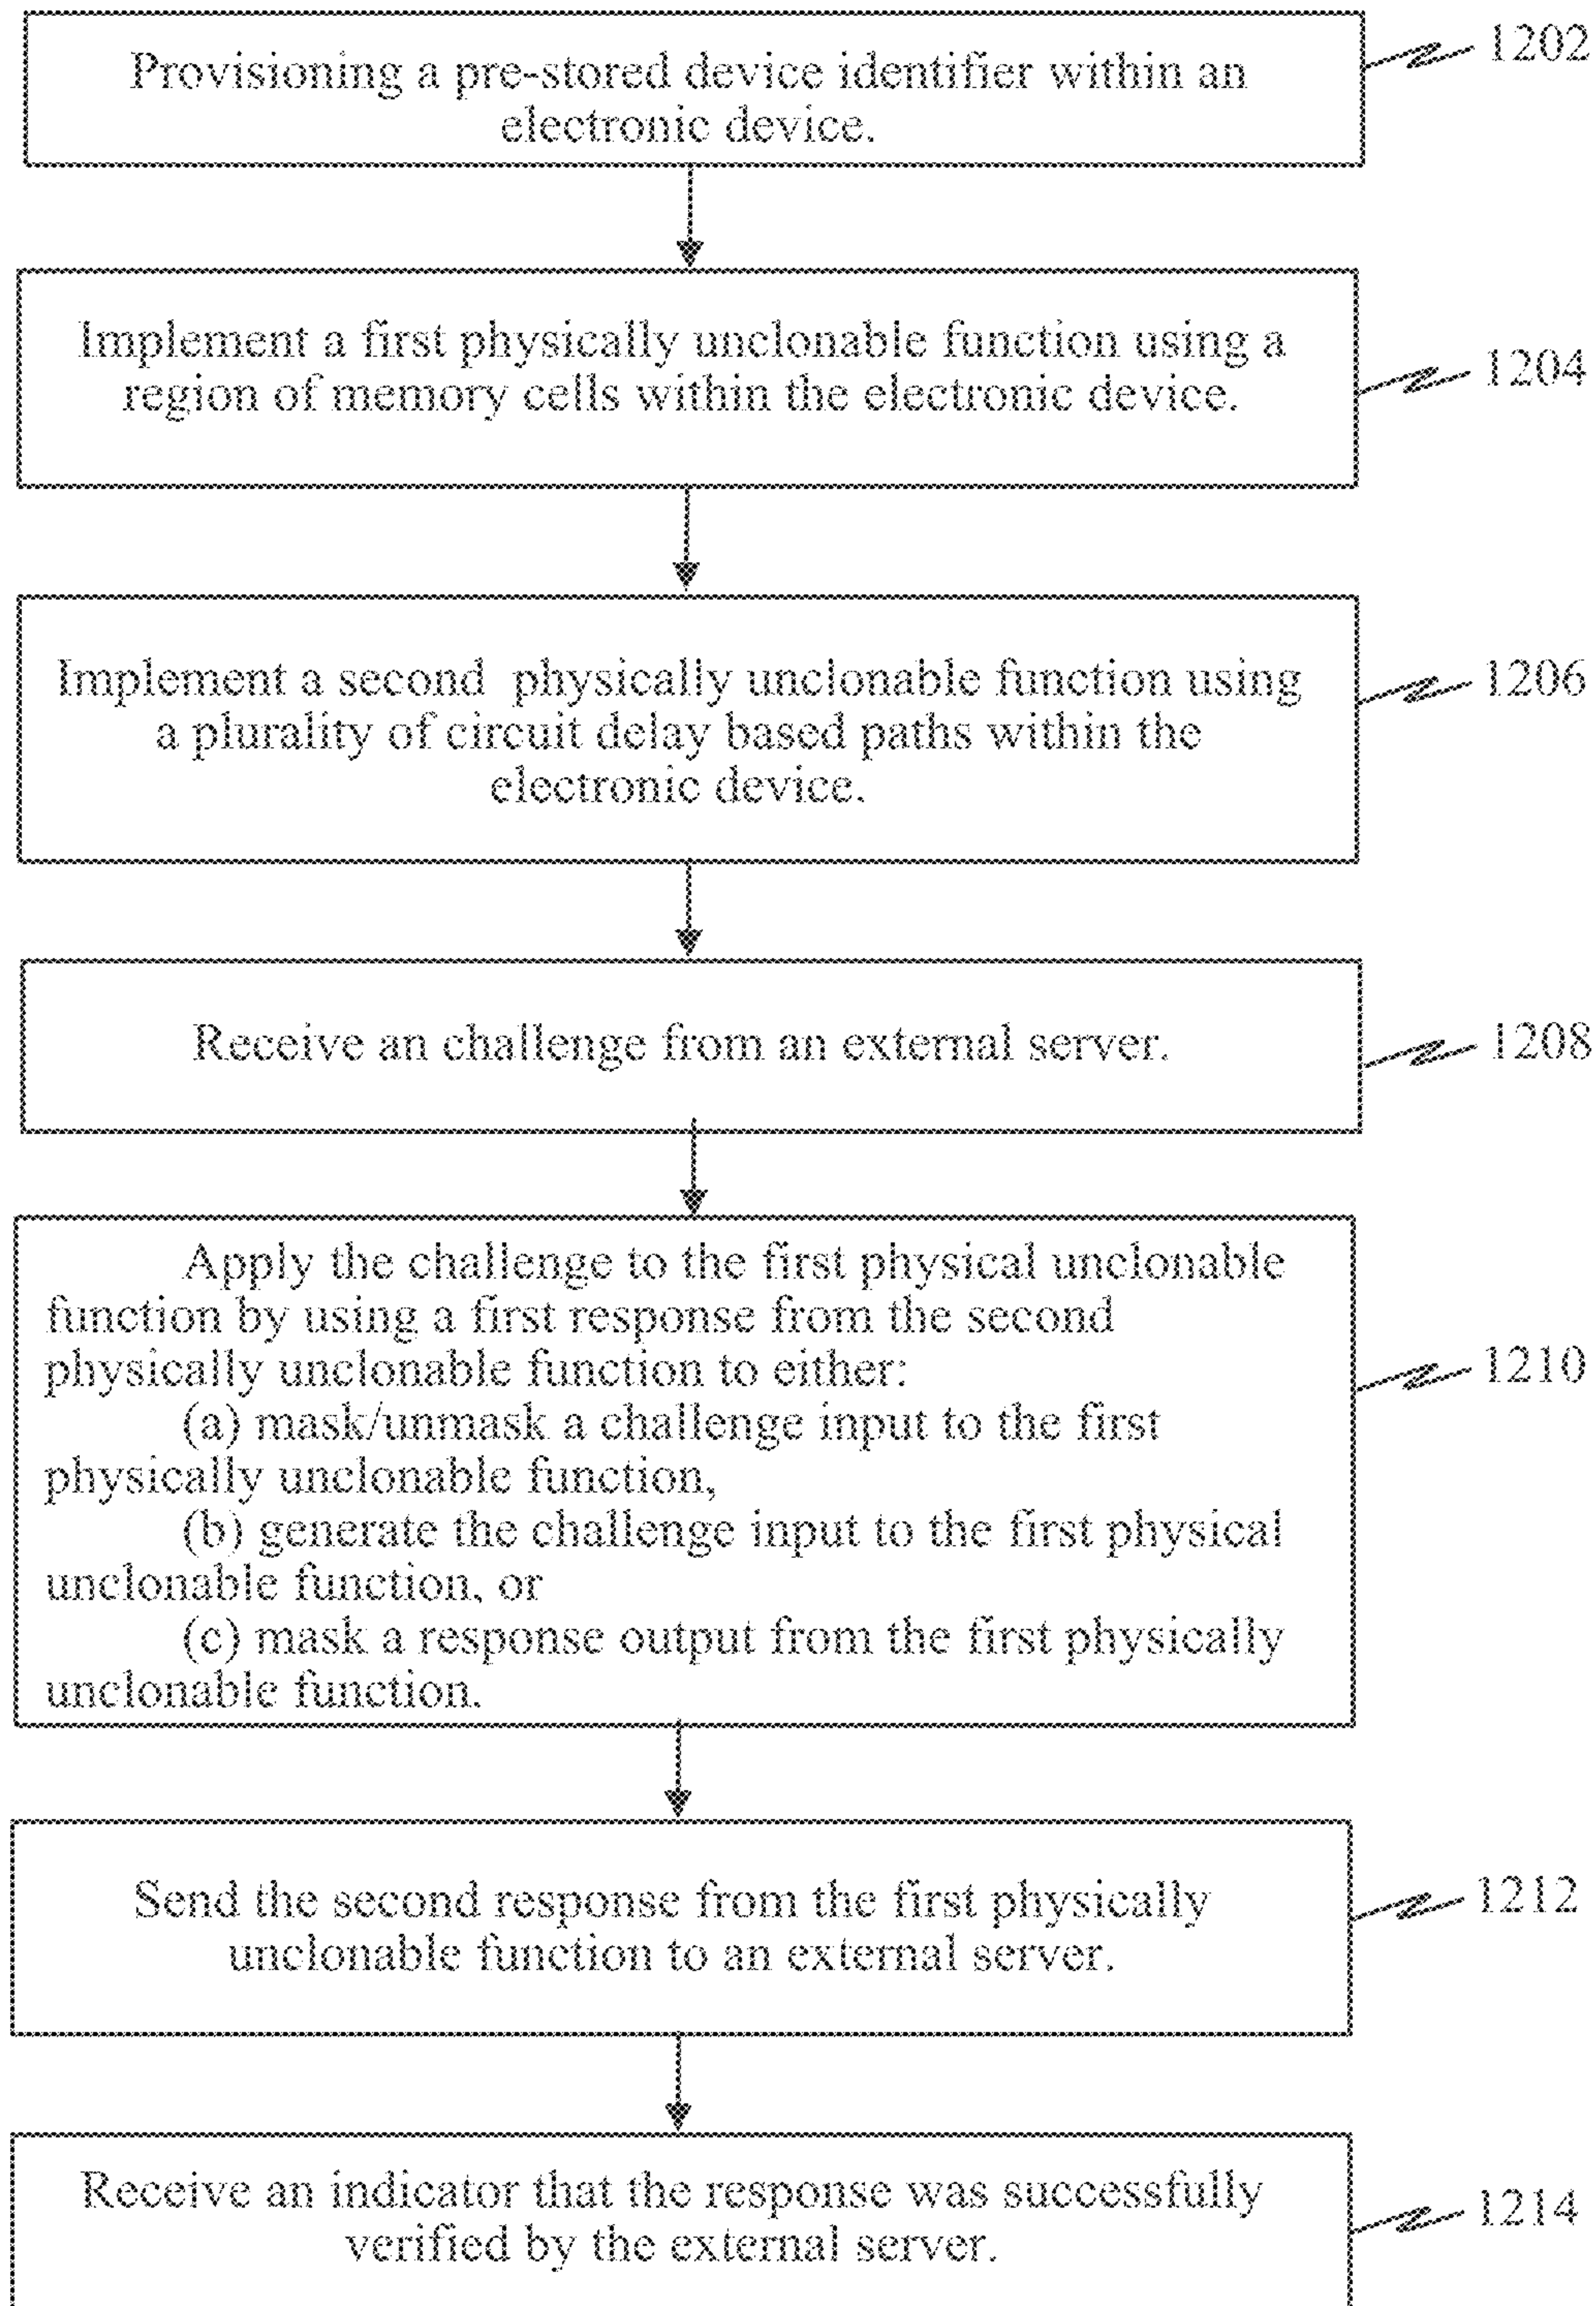 Provisioning a pre-stored device identifier within an
electronic device.
1202
Implement a first physically unclonable function using a
region of memory cells within the electronic device.
1204
Implement a second physically unclonable function using
a plurality of circuit delay based paths within the
electronic device.
1206
Receive an challenge from an external server.
1208
Apply the challenge to the first physical unclonable
function by using a first response from the second
physically unclonable function to either:
(a) mask/unmask a challenge input to the first
physically unclonable function,
(b) generate the challenge input to the first physical
unclonable function, or
(c) mask a response output from the first physically
unclonable function.
1210
Send the second response from the first physically
unclonable function to an external server.
1212
Receive an indicator that the response was successfully
verified by the external server.
1214